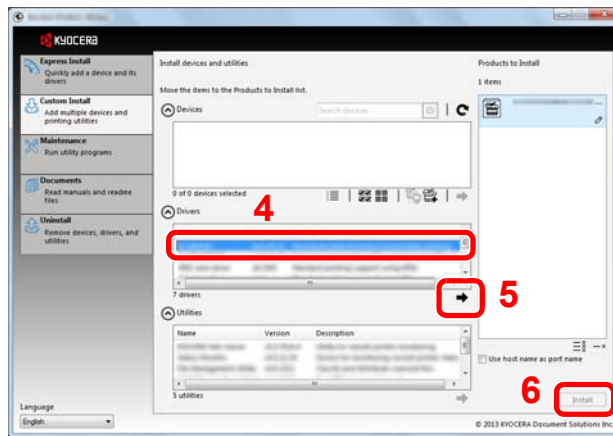 KYOCERA
Express Install
Quickly add a device and its
drivers
Custom Install
Add multiple devices and
printing utilities
Maintenance
Run utility programs
Documents
Read manuals and readme
files
Uninstall
Remove devices, drivers, and
utilities
Language
English
Install devices and utilities
Move the items to the Products to Install list.
Devices
Search devices
0 of 0 devices selected
4
Drivers
7 drivers
5
Utilities
Name Version Description
5 utilities
Products to Install
1 items
...
Use host name as port name
6
Install
© 2013 KYOCERA Document Solutions Inc.